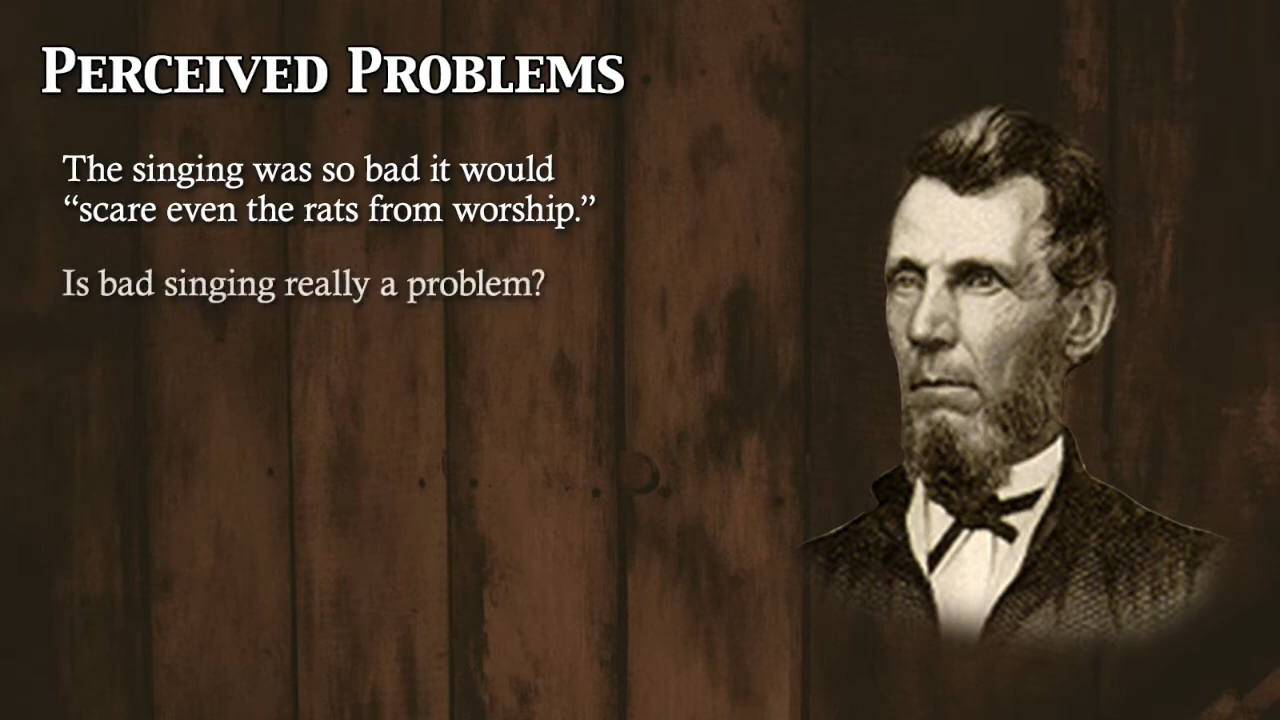 Perceived Problems
The singing was so bad it would
“scare even the rats from worship.”
Is bad singing really a problem?